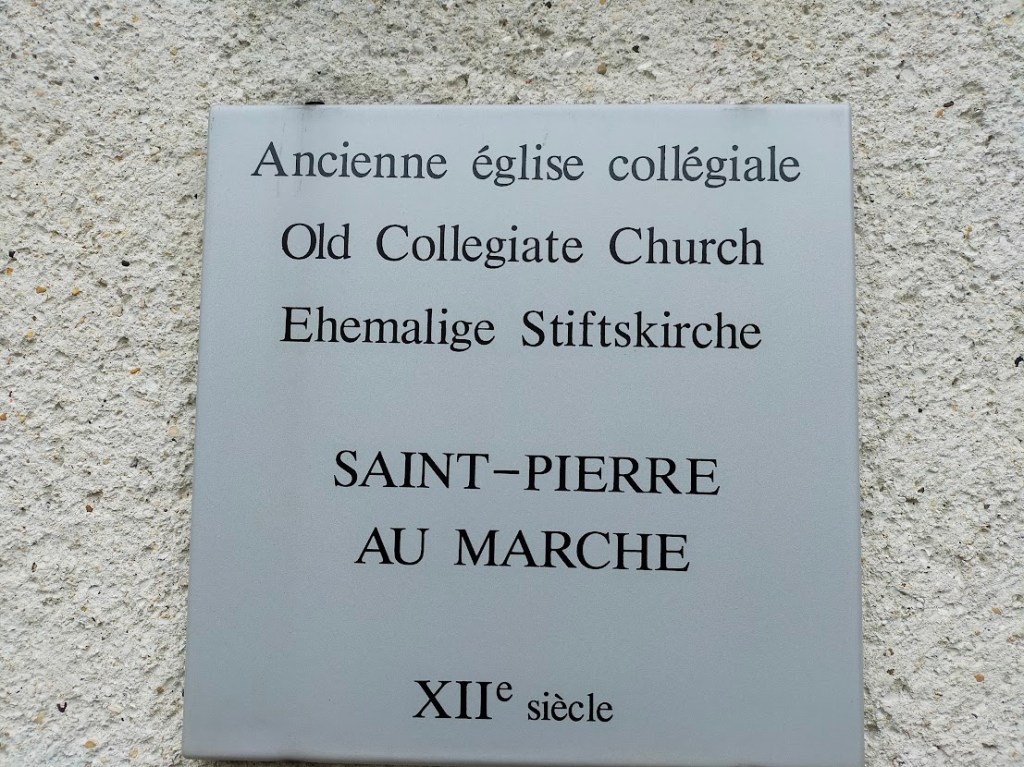 Ancienne église collégiale
Old Collegiate Church
Ehemalige Stiftskirche
SAINT-PIERRE
AU MARCHE
XIIe siècle